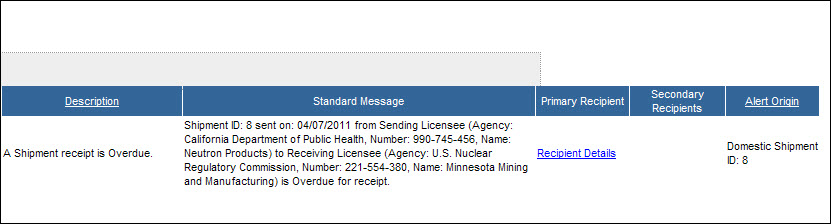 Description Standard Message Primary Recipient Secondary Recipients Alert Origin
A Shipment receipt is Overdue.
Shipment ID: 8 sent on: 04/07/2011 from Sending Licensee (Agency:
California Department of Public Health, Number: 990-745-456, Name:
Neutron Products) to Receiving Licensee (Agency: U.S. Nuclear
Regulatory Commission, Number: 221-554-380, Name: Minnesota Mining
and Manufacturing) is Overdue for receipt.
Recipient Details
Domestic Shipment
ID: 8